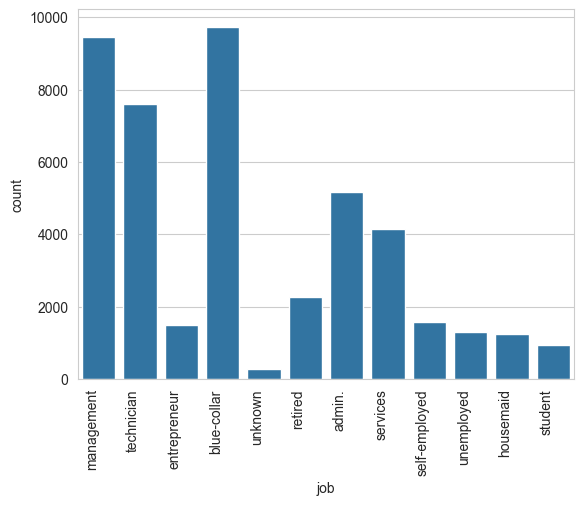 10000
8000
6000
4000
2000
0
count
management
technician
entrepreneur
blue-collar
unknown
retired
admin.
services
self-employed
unemployed
housemaid
student
job